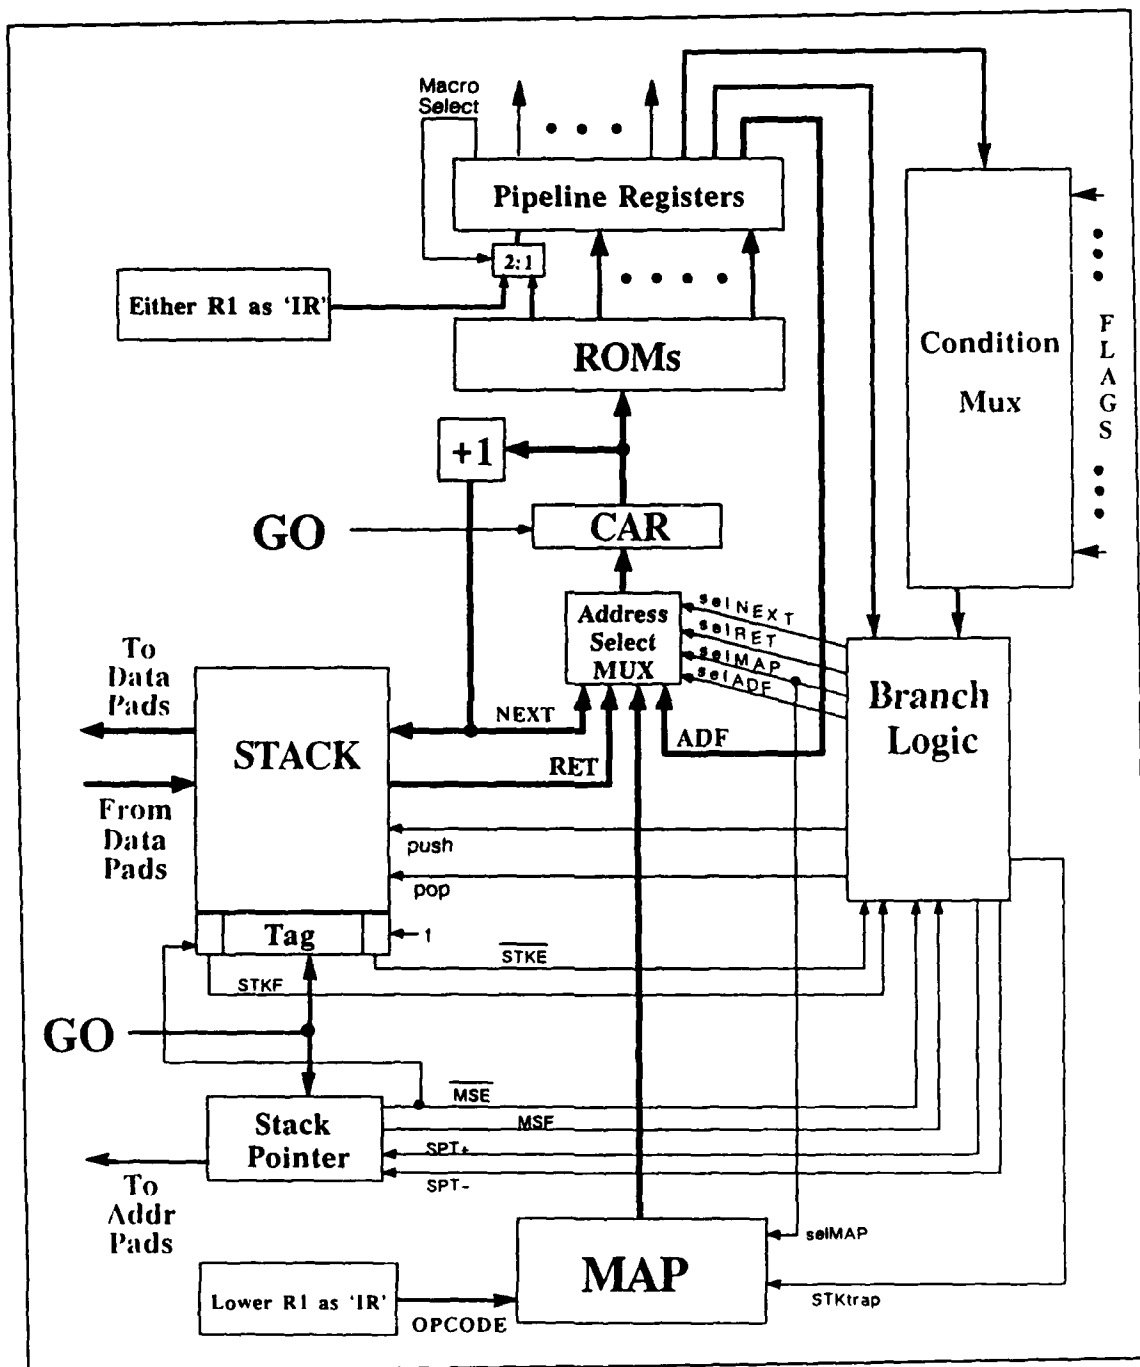 Macro
Select
Pipeline Registers
2:1
Either R1 as 'IR'
ROMs
Condition
Mux
FLAGS
+1
GO
CAR
Address
Select
MUX
selNEXT
selRET
selMAP
selADF
Branch
Logic
To
Data
Pads
STACK
NEXT
RET
ADF
From
Data
Pads
push
pop
Tag
1
STKE
STKF
GO
MSE
MSF
Stack
Pointer
SPT+
SPT-
To
Addr
Pads
MAP
selMAP
STKtrap
Lower R1 as 'IR'
OPCODE